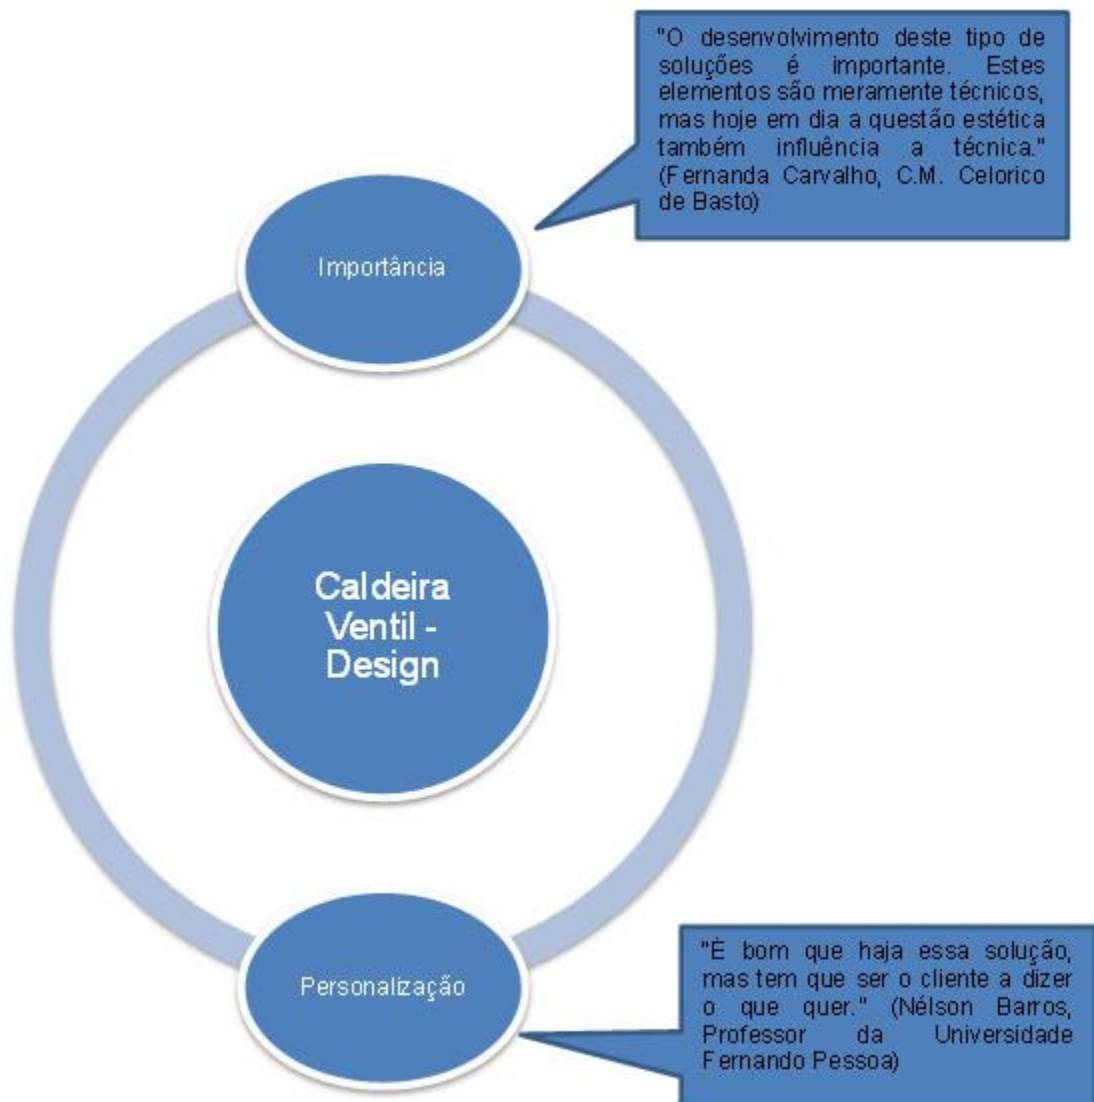 "O desenvolvimento deste tipo de
soluções é importante. Estes
elementos são meramente técnicos,
mas hoje em dia a questão estética
também influência a técnica."
(Fernanda Carvalho, C.M. Celorico
de Basto)
Importância
Caldeira
Ventil -
Design
Personalização
"É bom que haja essa solução,
mas tem que ser o cliente a dizer
o que quer." (Nélson Barros,
Professor da Universidade
Fernando Pessoa)